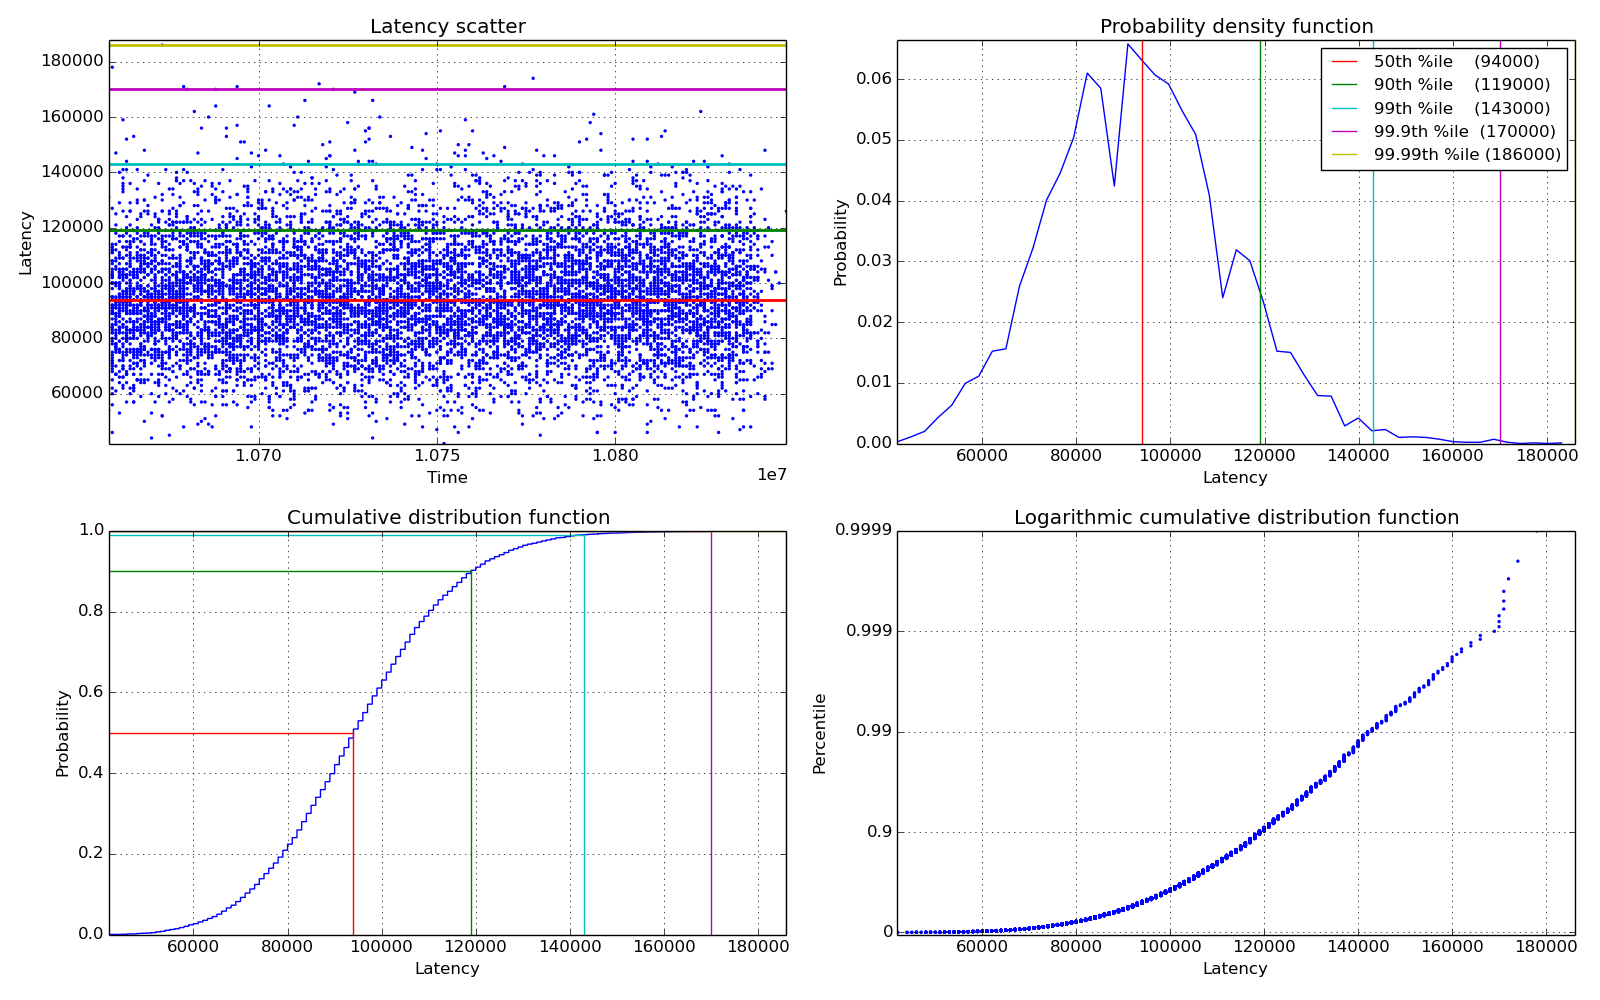 Latency scatter
180000
160000
140000
120000
100000
80000
60000
Latency
1.070 1.075 1.080
1e7
Time
Probability density function
50th %ile (94000)
90th %ile (119000)
99th %ile (143000)
99.9th %ile (170000)
99.99th %ile (186000)
0.06
0.05
0.04
0.03
0.02
0.01
0.00
Probability
60000 80000 100000 120000 140000 160000 180000
Latency
Cumulative distribution function
1.0
0.8
0.6
0.4
0.2
0.0
Probability
60000 80000 100000 120000 140000 160000 180000
Latency
Logarithmic cumulative distribution function
0.9999
0.999
0.99
0.9
0
Percentile
60000 80000 100000 120000 140000 160000 180000
Latency